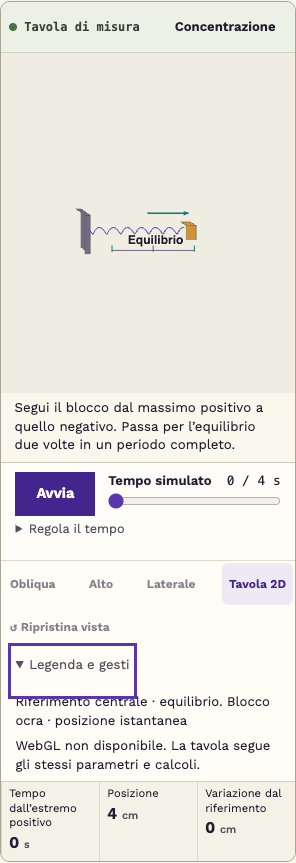 Tavola di misura
Concentrazione
Equilibrio
Segui il blocco dal massimo positivo a
quello negativo. Passa per l'equilibrio
due volte in un periodo completo.
Avvia
Tempo simulato 0 / 4 s
▶ Regola il tempo
Obliqua Alto Laterale Tavola 2D
↺ Ripristina vista
▼ Legenda e gesti
Riferimento centrale · equilibrio. Blocco
ocra · posizione istantanea
WebGL non disponibile. La tavola segue
gli stessi parametri e calcoli.
Tempo
dall'estremo
positivo
0 s
Posizione
4 cm
Variazione dal
riferimento
0 cm